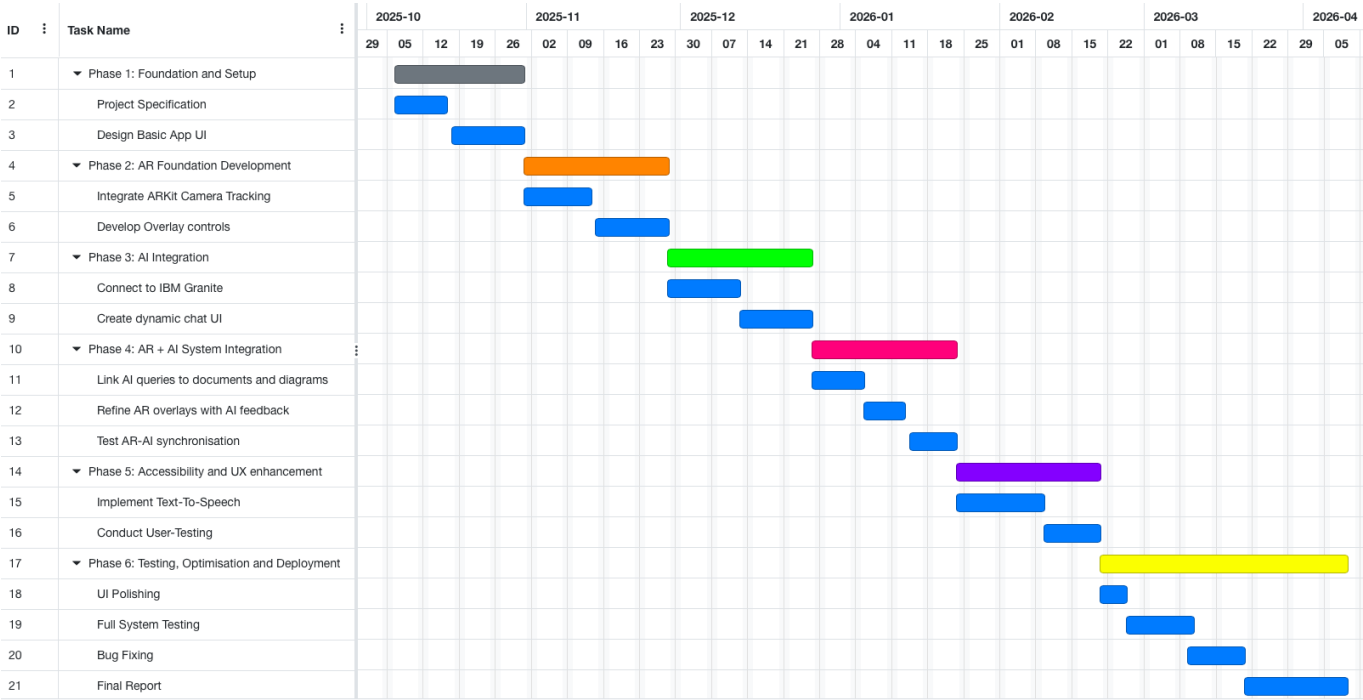 ID Task Name 2025-10 2025-11 2025-12 2026-01 2026-02 2026-03 2026-04
29 05 12 19 26 02 09 16 23 30 07 14 21 28 04 11 18 25 01 08 15 22 01 08 15 22 29 05
1 Phase 1: Foundation and Setup
2 Project Specification
3 Design Basic App UI
4 Phase 2: AR Foundation Development
5 Integrate ARKit Camera Tracking
6 Develop Overlay controls
7 Phase 3: AI Integration
8 Connect to IBM Granite
9 Create dynamic chat UI
10 Phase 4: AR + AI System Integration
11 Link AI queries to documents and diagrams
12 Refine AR overlays with AI feedback
13 Test AR-AI synchronisation
14 Phase 5: Accessibility and UX enhancement
15 Implement Text-To-Speech
16 Conduct User-Testing
17 Phase 6: Testing, Optimisation and Deployment
18 UI Polishing
19 Full System Testing
20 Bug Fixing
21 Final Report